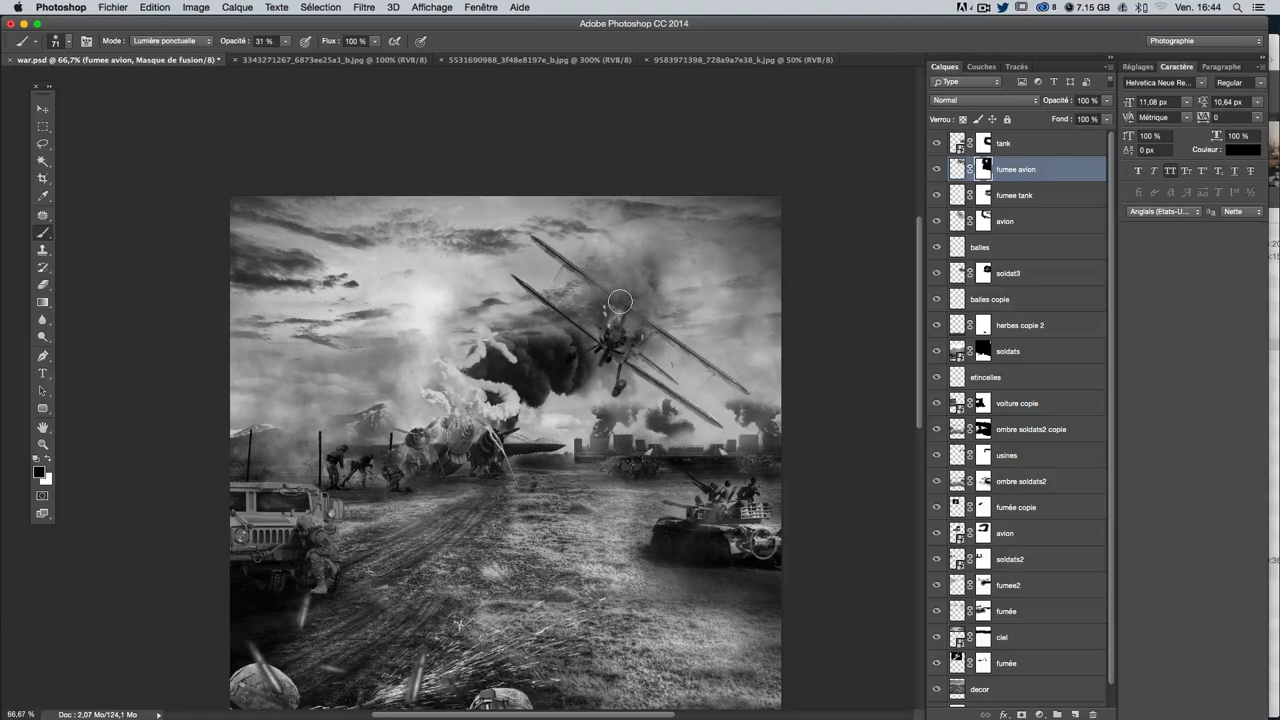 Photoshop Fichier Edition Image Calque Texte Sélection Filtre 3D Affichage Fenêtre Aide
8 7.15 Go Ven. 16:44
Adobe Photoshop CC 2014
71 Mode : Lumière ponctuelle Opacité : 31 % Flux : 100 % Photographie
war.psd @ 66,7% (fumee avion, Masque de fusion/8) * 3343271267_6873ee25a1_b.jpg @ 100% (RVB/8) 5531690988_3f48e8197e_b.jpg @ 300% (RVB/8) 9583971398_728a9a7e38_k.jpg @ 50% (RVB/8)
Calques Couches Tracés
Type
Normal Opacité : 100 %
Verrou : Fond : 100 %
tank
fumee avion
fumee tank
avion
balles
soldat3
balles copie
herbes copie 2
soldats
etincelles
voiture copie
ombre soldats2 copie
usines
ombre soldats2
fumée copie
avion
soldats2
fumee2
fumée
ciel
fumée
decor
Réglages Caractère Paragraphe
Helvetica Neue Re... Regular
11,08 px 10,64 px
Métrique 0
100 % 100 %
0 px Couleur :
Anglais (Etats-U... Nette
66,67 % Doc : 2,07 Mo/124,1 Mo